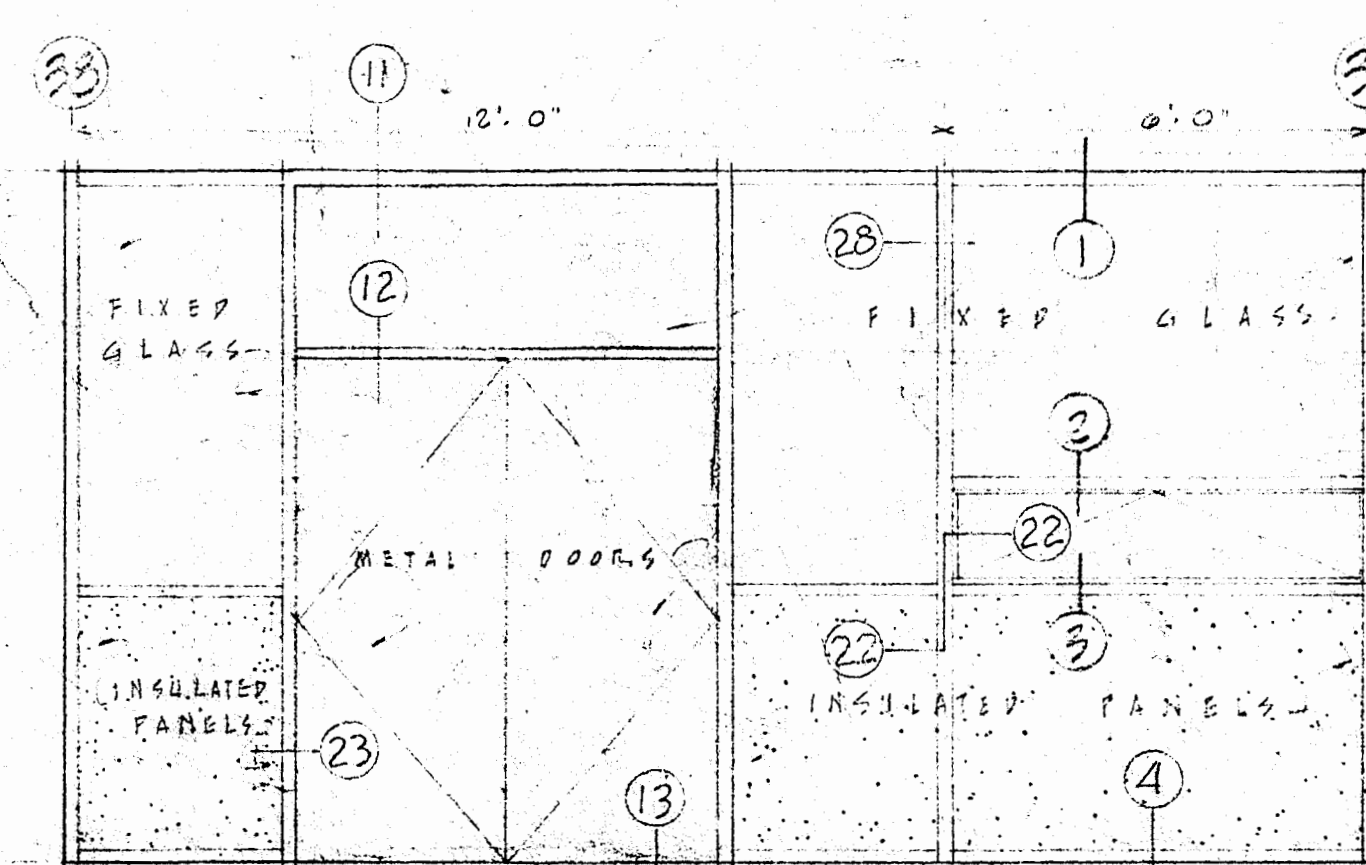 33
11
12'-0"
6'-0"
28
1
12
FIXED
GLASS
FIXED GLASS
2
22
METAL DOORS
22
3
INSULATED
PANELS
INSULATED PANELS
23
4
13